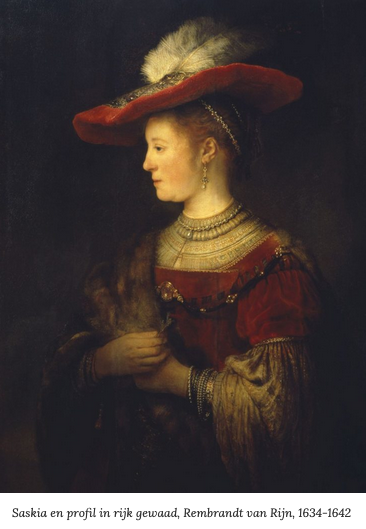 Saskia en profil in rijk gewaad, Rembrandt van Rijn, 1634-1642